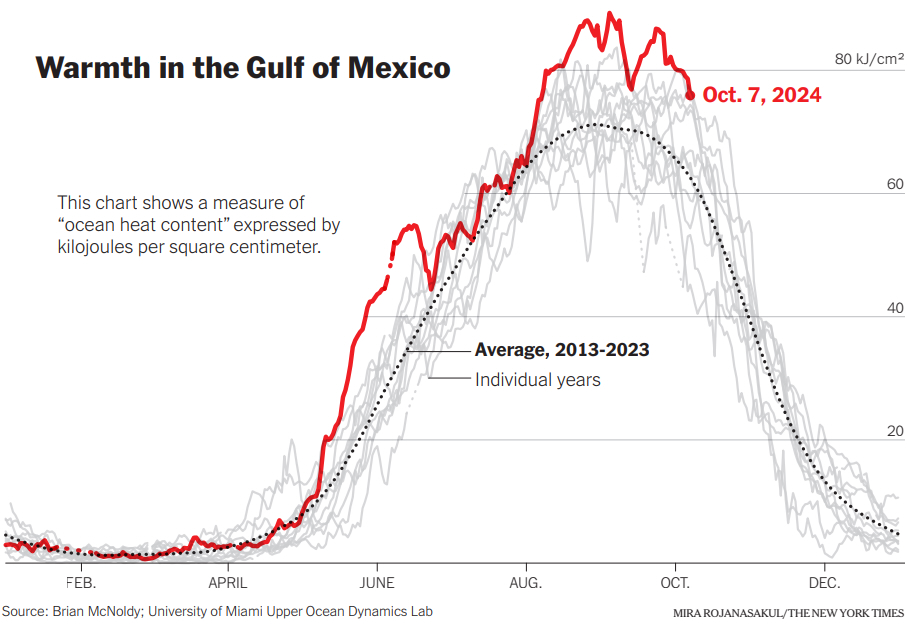 Warmth in the Gulf of Mexico
80 kJ/cm²
Oct. 7, 2024
This chart shows a measure of
“ocean heat content” expressed by
kilojoules per square centimeter.
60
40
Average, 2013-2023
Individual years
20
FEB.
APRIL
JUNE
AUG.
OCT.
DEC.
Source: Brian McNoldy; University of Miami Upper Ocean Dynamics Lab
MIRA ROJANASAKUL/THE NEW YORK TIMES